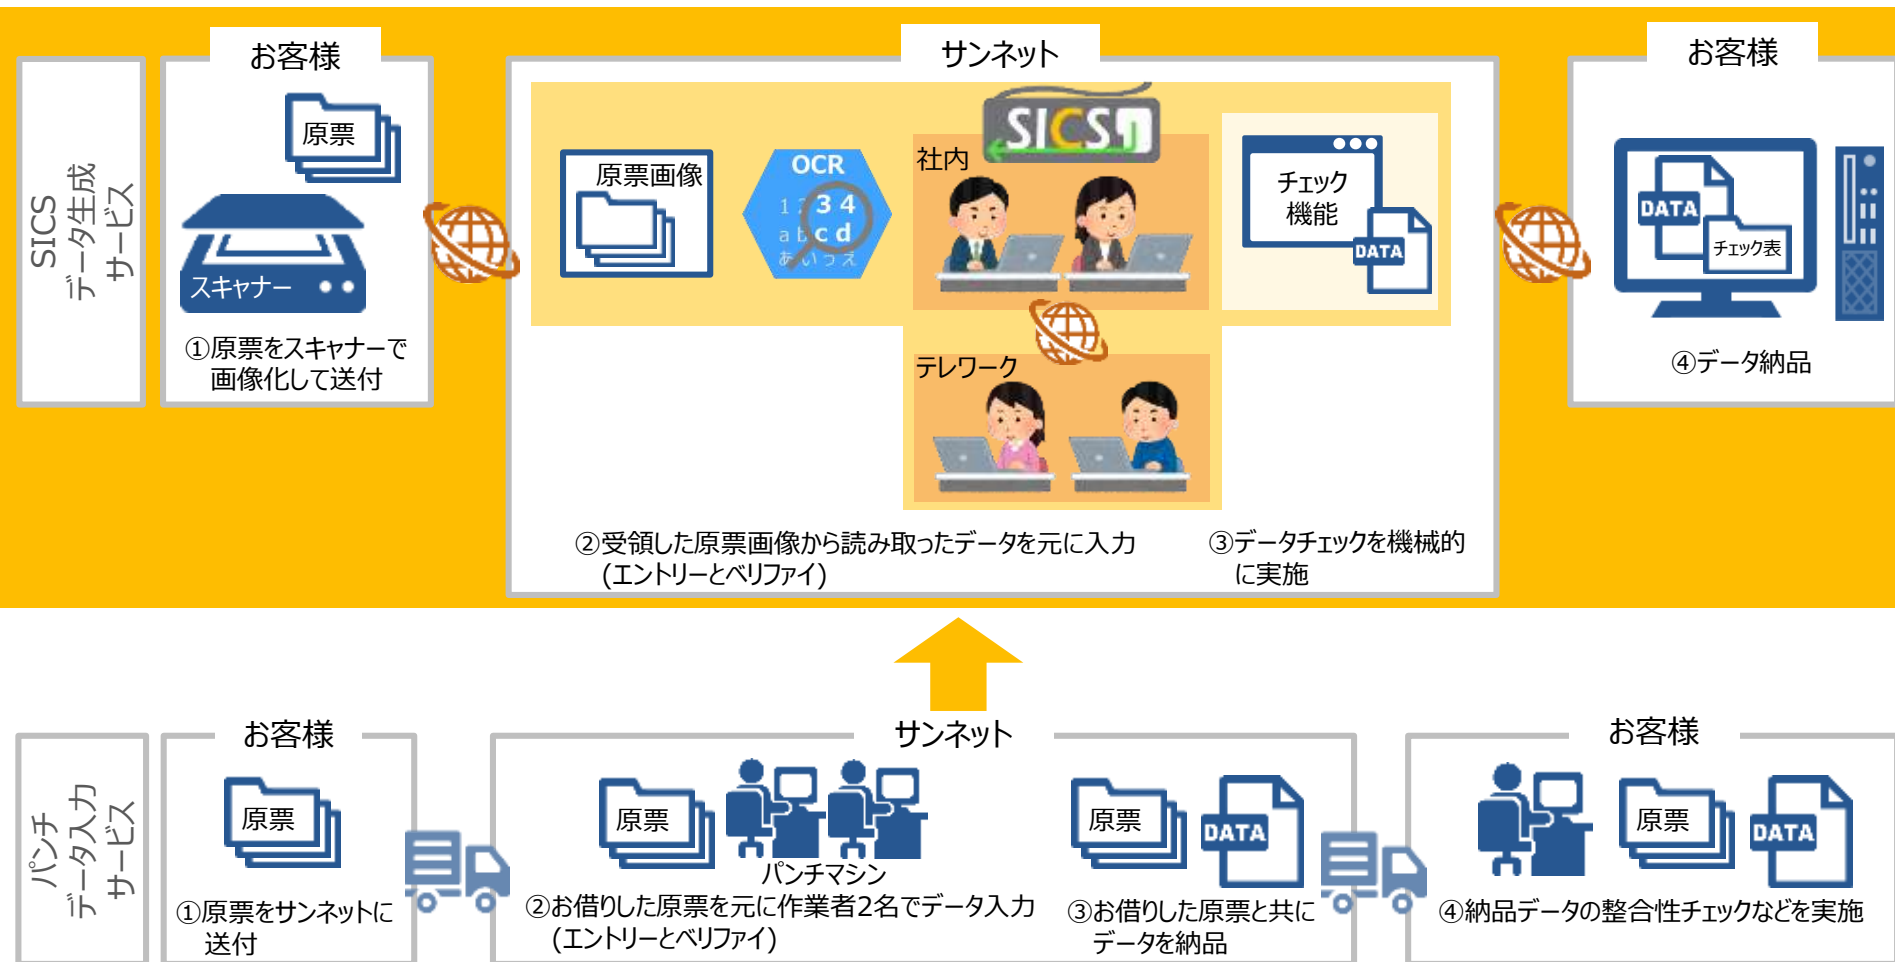 お客様
サンネット
お客様
SICS
データ生成
サービス
原票
スキャナー
①原票をスキャナーで
画像化して送付
原票画像
OCR
1 2 3 4
a b c d
あ い う え
社内
SICS
テレワーク
チェック
機能
DATA
②受領した原票画像から読み取ったデータを元に入力
(エントリーとベリファイ)
③データチェックを機械的
に実施
DATA
チェック表
④データ納品
お客様
サンネット
お客様
パンチ
データ入力
サービス
原票
①原票をサンネットに
送付
原票
パンチマシン
②お借りした原票を元に作業者2名でデータ入力
(エントリーとベリファイ)
原票
DATA
③お借りした原票と共に
データを納品
原票
DATA
④納品データの整合性チェックなどを実施